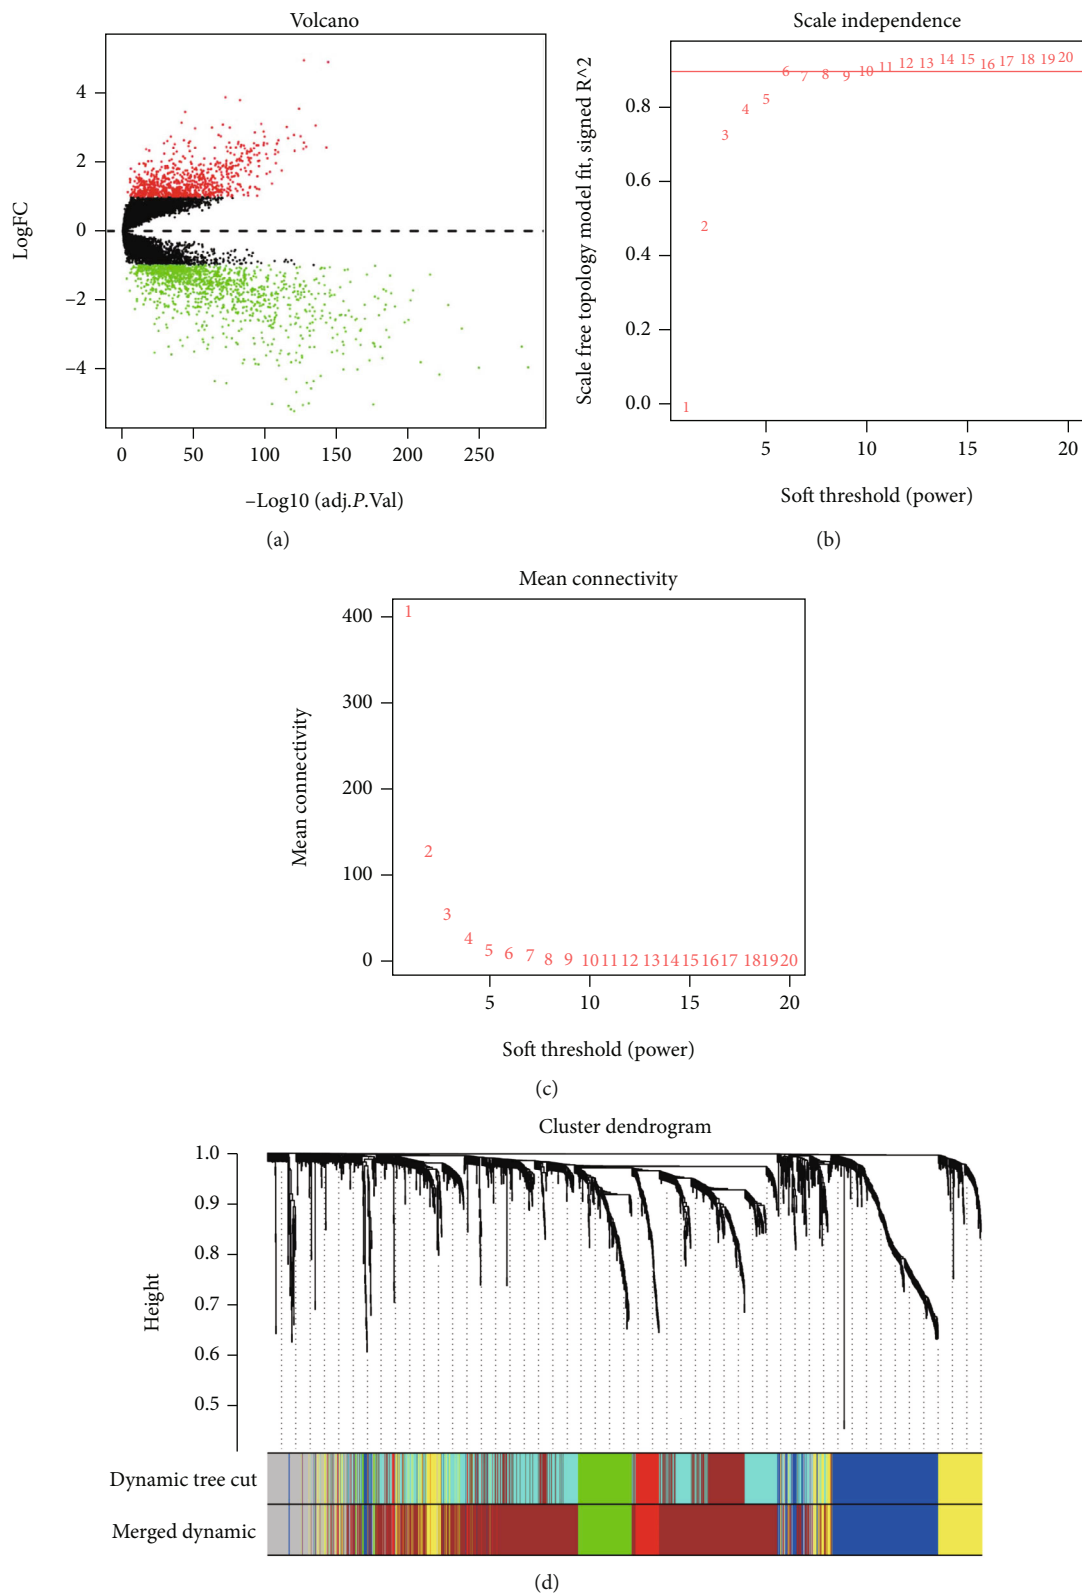 Volcano
LogFC
4
2
0
−2
−4
0 50 100 150 200 250
−Log10 (adj.P.Val)
(a)
Scale independence
Scale free topology model fit, signed R^2
0.8
0.6
0.4
0.2
0.0
1 2 3 4 5 6 7 8 9 10 11 12 13 14 15 16 17 18 19 20
5 10 15 20
Soft threshold (power)
(b)
Mean connectivity
Mean connectivity
400
300
200
100
0
1 2 3 4 5 6 7 8 9 10 11 12 13 14 15 16 17 18 19 20
5 10 15 20
Soft threshold (power)
(c)
Cluster dendrogram
Height
1.0
0.9
0.8
0.7
0.6
0.5
Dynamic tree cut
Merged dynamic
(d)